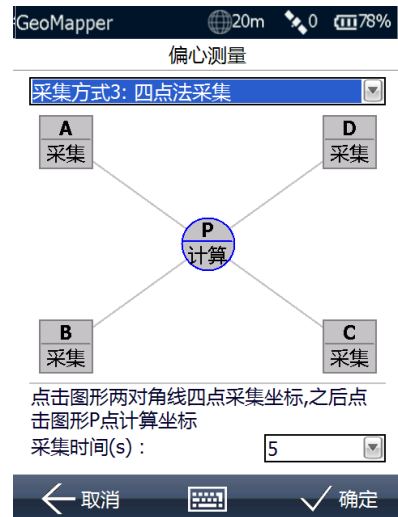 GeoMapper 20m 0 78%
偏心测量
采集方式3: 四点法采集
A D
采集 采集
P
计算
B C
采集 采集
点击图形两对角线四点采集坐标,之后点
击图形P点计算坐标
采集时间(s) : 5
取消 确定